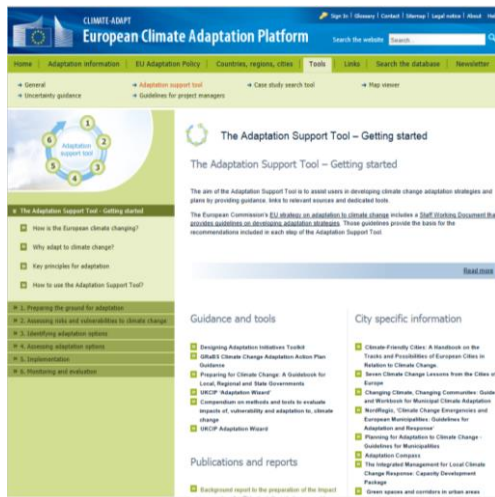 Sign In | Glossary | Contact | Sitemap | Legal notice | About
CLIMATE-ADAPT
European Climate Adaptation Platform
Search the website Search...
Home | Adaptation information | EU Adaptation Policy | Countries, regions, cities | Tools | Links | Search the database | Newsletter
General
Adaptation support tool
Case study search tool
Map viewer
Uncertainty guidance
Guidelines for project managers
1
2
3
4
5
6
Adaptation support tool
The Adaptation Support Tool - Getting started
How is the European climate changing?
Why adapt to climate change?
Key principles for adaptation
How to use the Adaptation Support Tool?
1. Preparing the ground for adaptation
2. Assessing risks and vulnerabilities to climate change
3. Identifying adaptation options
4. Assessing adaptation options
5. Implementation
6. Monitoring and evaluation
The Adaptation Support Tool – Getting started
The Adaptation Support Tool – Getting started
The aim of the Adaptation Support Tool is to assist users in developing climate change adaptation strategies and
plans by providing guidance, links to relevant sources and dedicated tools.
The European Commission's EU strategy on adaptation to climate change includes a Staff Working Document tha
provides guidelines on developing adaptation strategies. Those guidelines provide the basis for the
recommendations included in each step of the Adaptation Support Tool.
Read more
Guidance and tools
Designing Adaptation Initiatives Toolkit
GRaBS Climate Change Adaptation Action Plan
Guidance
Preparing for Climate Change: A Guidebook for
Local, Regional and State Governments
UKCIP 'Adaptation Wizard'
Compendium on methods and tools to evaluate
impacts of, vulnerability and adaptation to, climate
change
UKCIP Adaptation Wizard
Publications and reports
Background report to the preparation of the Impact
City specific information
Climate-Friendly Cities: A Handbook on the
Tracks and Possibilities of European Cities in
Relation to Climate Change.
Seven Climate Change Lessons from the Cities o
Europe
Changing Climate, Changing Communities: Guide
and Workbook for Municipal Climate Adaptation
NordRegio, 'Climate Change Emergencies and
European Municipalities: Guidelines for
Adaptation and Response'
Planning for Adaptation to Climate Change -
Guidelines for Municipalities
Adaptation Compass
The Integrated Management for Local Climate
Change Response: Capacity Development
Package
Green spaces and corridors in urban areas